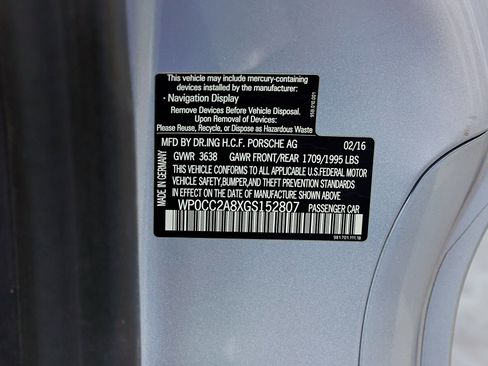 This vehicle may include mercury-containing
devices installed by the manufacturer:
• Navigation Display
Remove Devices Before Vehicle Disposal.
Upon Removal of Devices
Please Reuse, Recycle, or Dispose as Hazardous Waste
MFD BY DR.ING H.C.F. PORSCHE AG 02/16
GVWR 3638 GAWR FRONT/REAR 1709/1995 LBS
THIS VEHICLE CONFORMS TO ALL APPLICABLE U.S.FEDERAL MOTOR
VEHICLE SAFETY,BUMPER,AND THEFT PREVENTION STANDARDS IN
EFFECT ON THE DATE OF MANUFACTURE SHOWN ABOVE.
WP0CC2A8XGS152807 PASSENGER CAR
MADE IN GERMANY
981.701.111.18